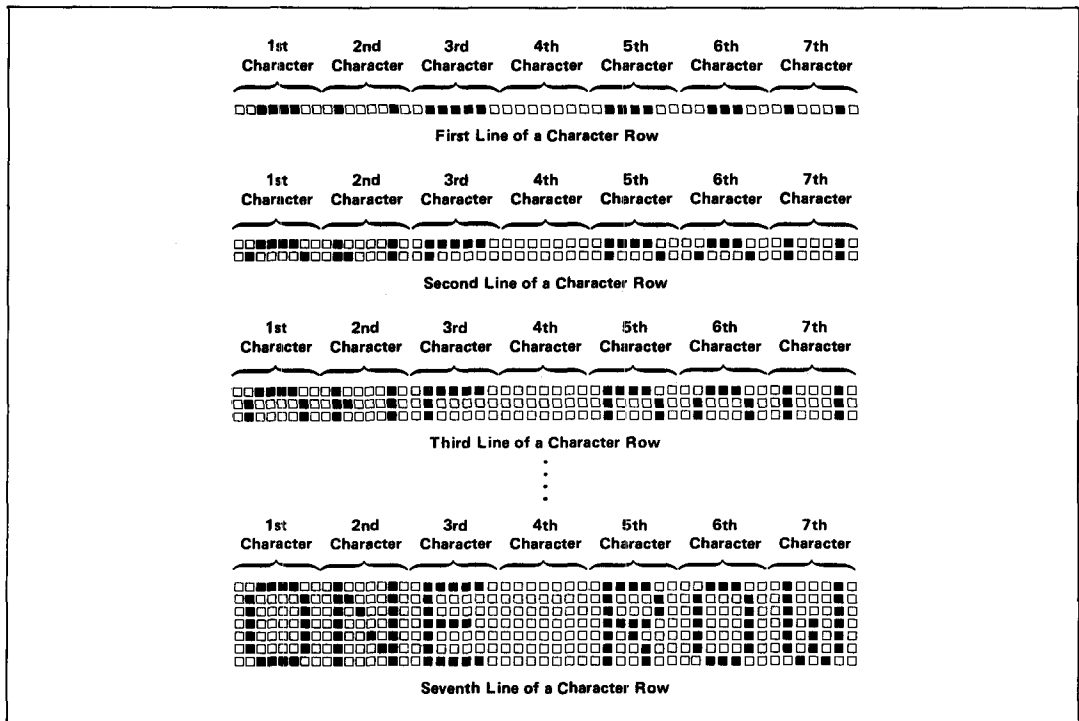 1st 2nd 3rd 4th 5th 6th 7th
Character Character Character Character Character Character Character
First Line of a Character Row
1st 2nd 3rd 4th 5th 6th 7th
Character Character Character Character Character Character Character
Second Line of a Character Row
1st 2nd 3rd 4th 5th 6th 7th
Character Character Character Character Character Character Character
Third Line of a Character Row
1st 2nd 3rd 4th 5th 6th 7th
Character Character Character Character Character Character Character
Seventh Line of a Character Row